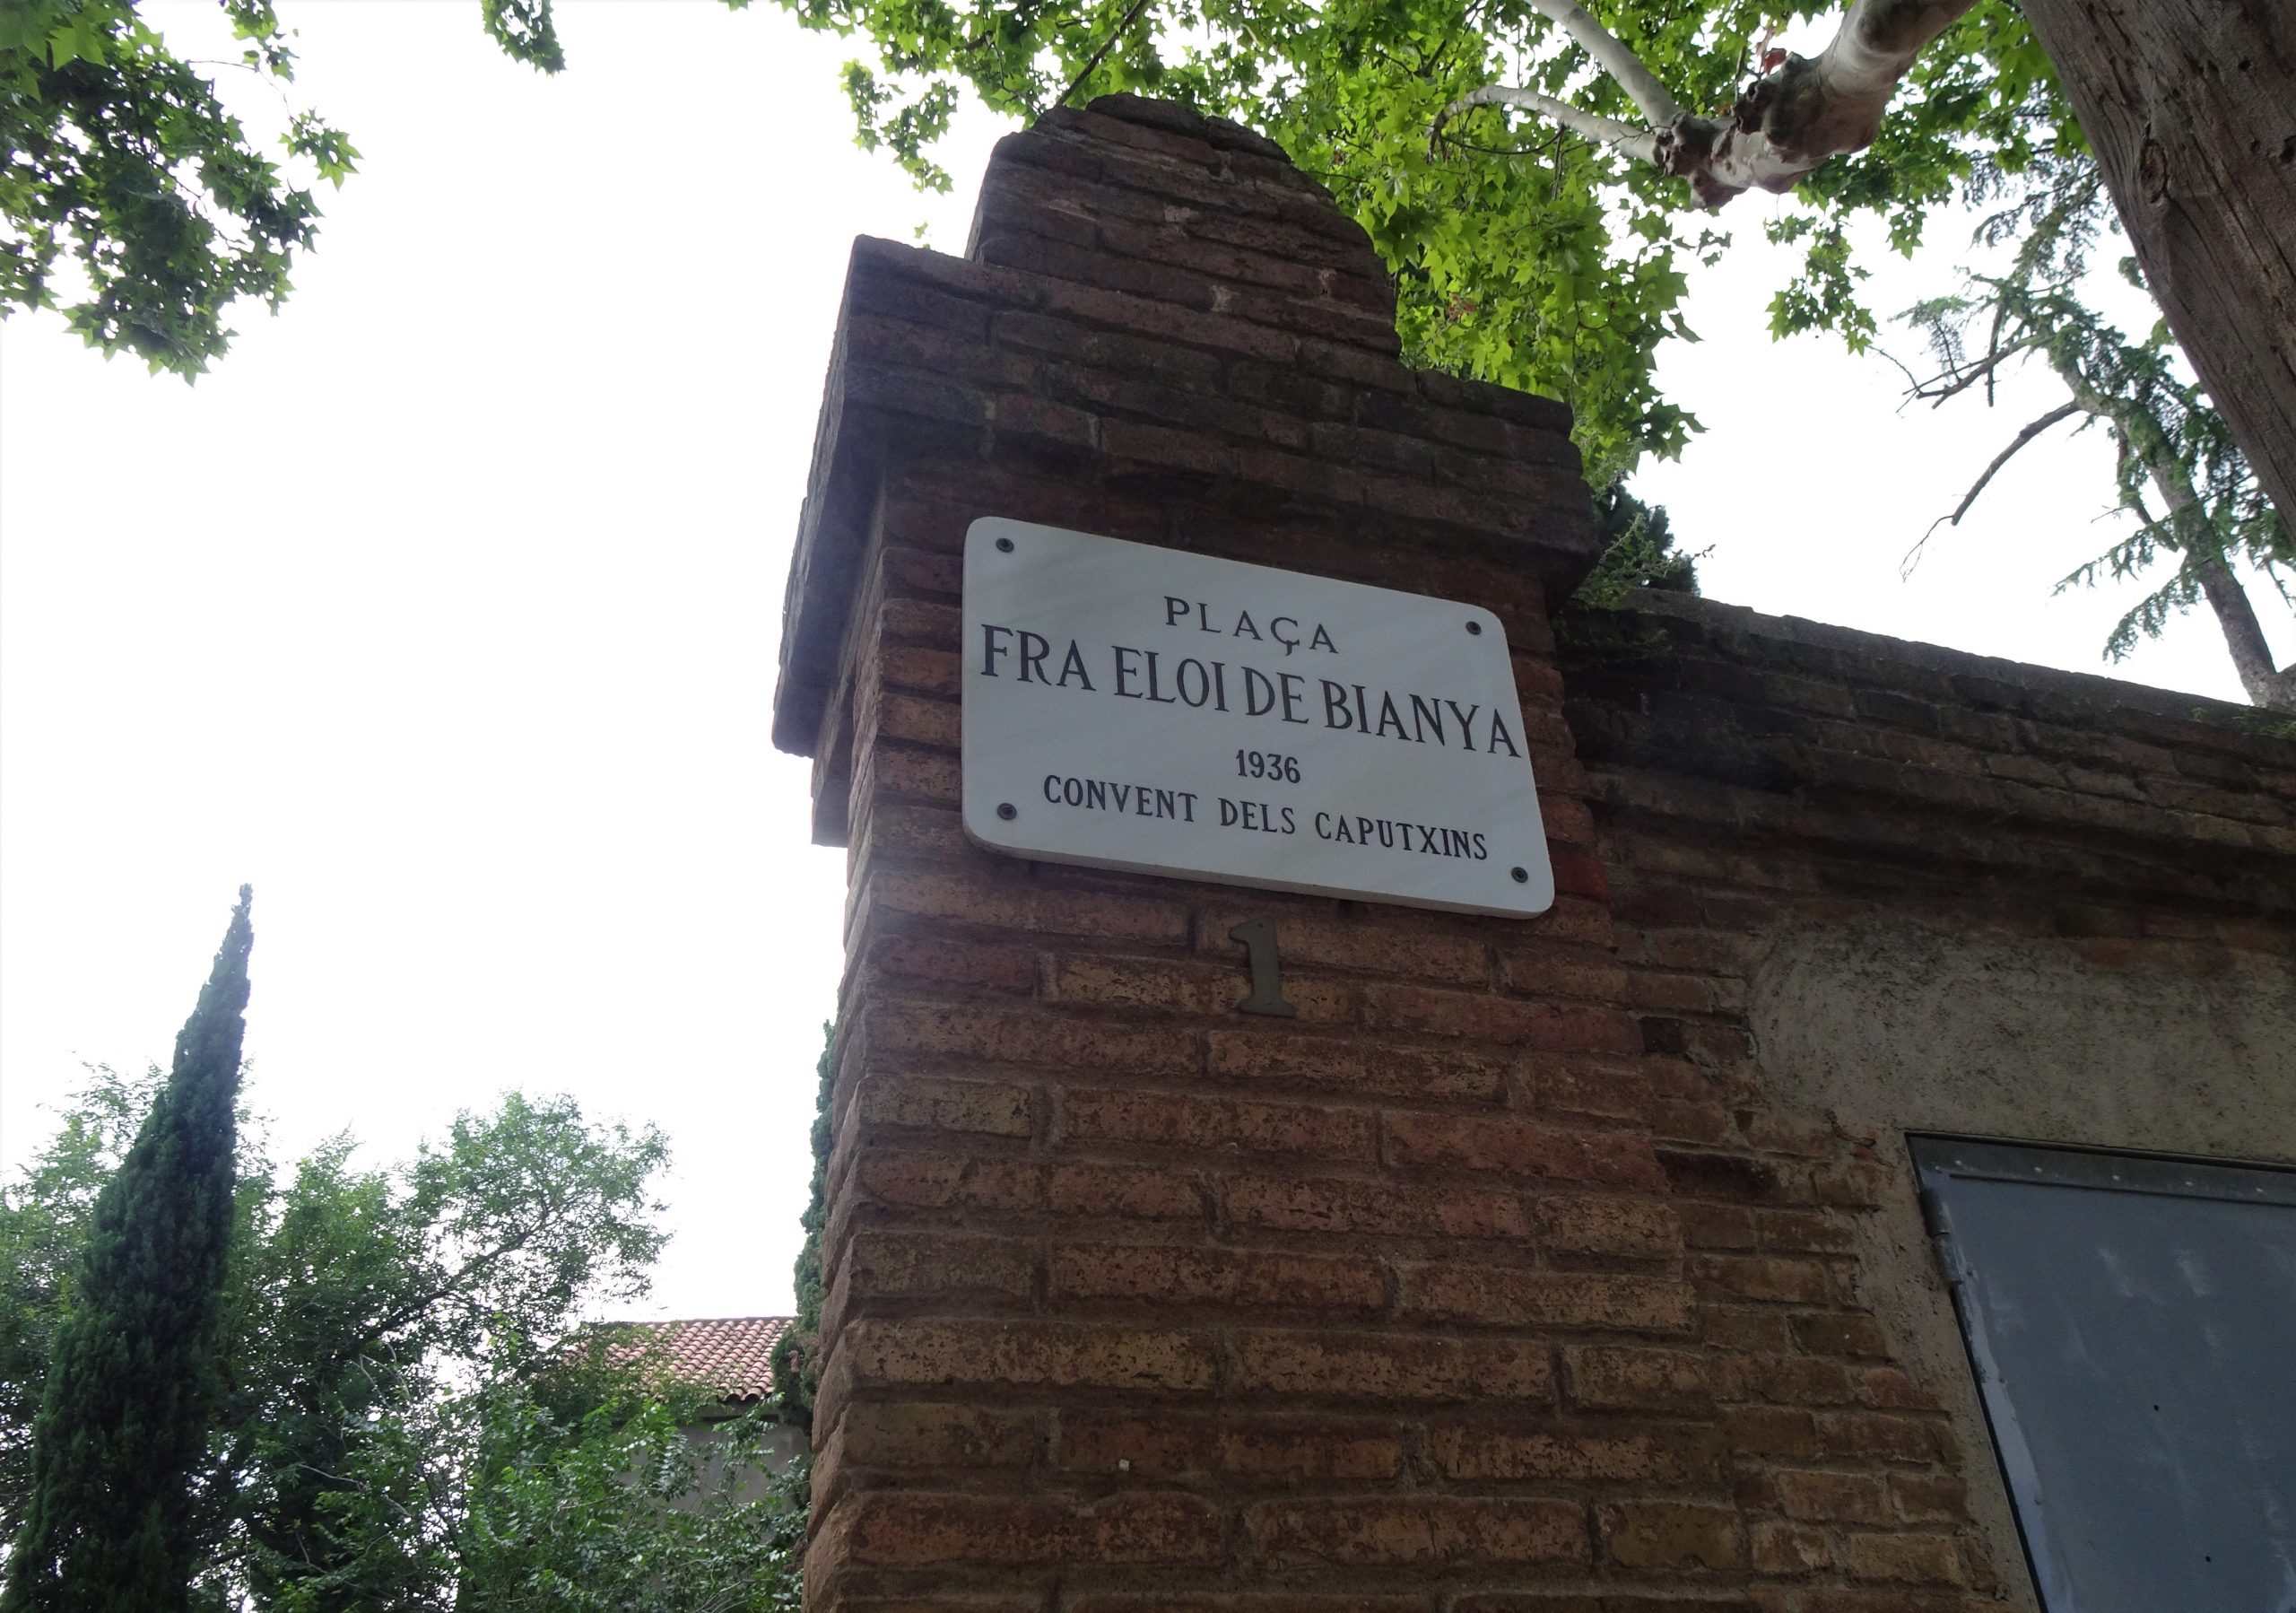 PLAÇA
FRA ELOI DE BIANYA
1936
CONVENT DELS CAPUTXINS
1